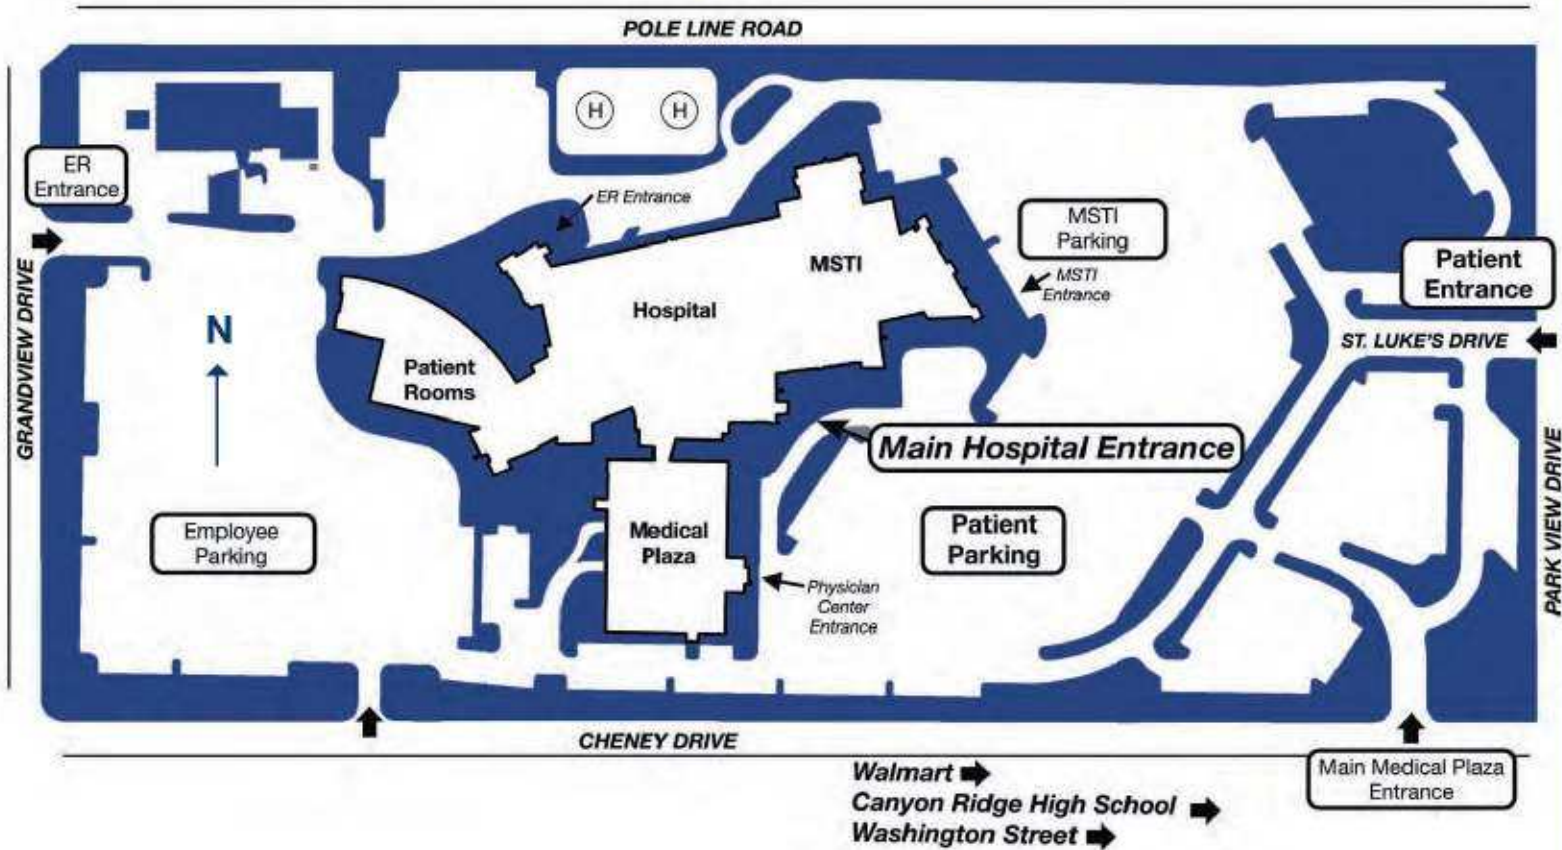 POLE LINE ROAD
H
H
ER
Entrance
ER Entrance
MSTI
Parking
MSTI
Patient
Entrance
MSTI
Entrance
Hospital
N
ST. LUKE'S DRIVE
GRANDVIEW DRIVE
Patient
Rooms
Main Hospital Entrance
PARK VIEW DRIVE
Employee
Parking
Medical
Plaza
Patient
Parking
Physician
Center
Entrance
CHENEY DRIVE
Main Medical Plaza
Entrance
Walmart
Canyon Ridge High School
Washington Street